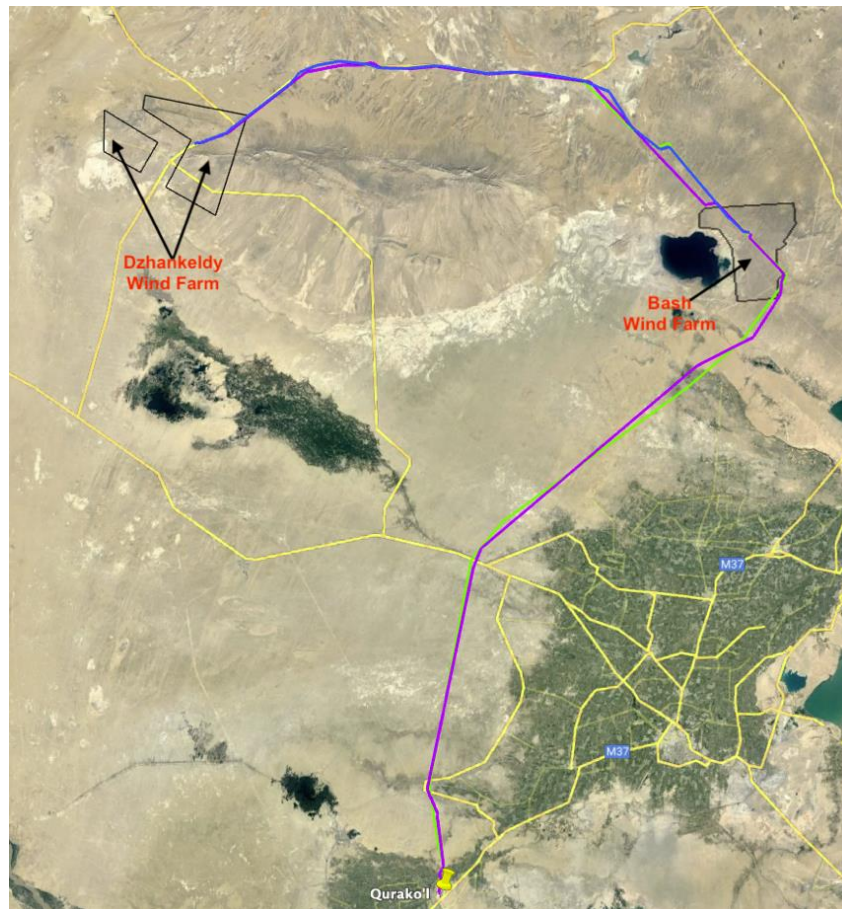 Dzhankeldy
Wind Farm
Bash
Wind Farm
M37
M37
Qurako'l